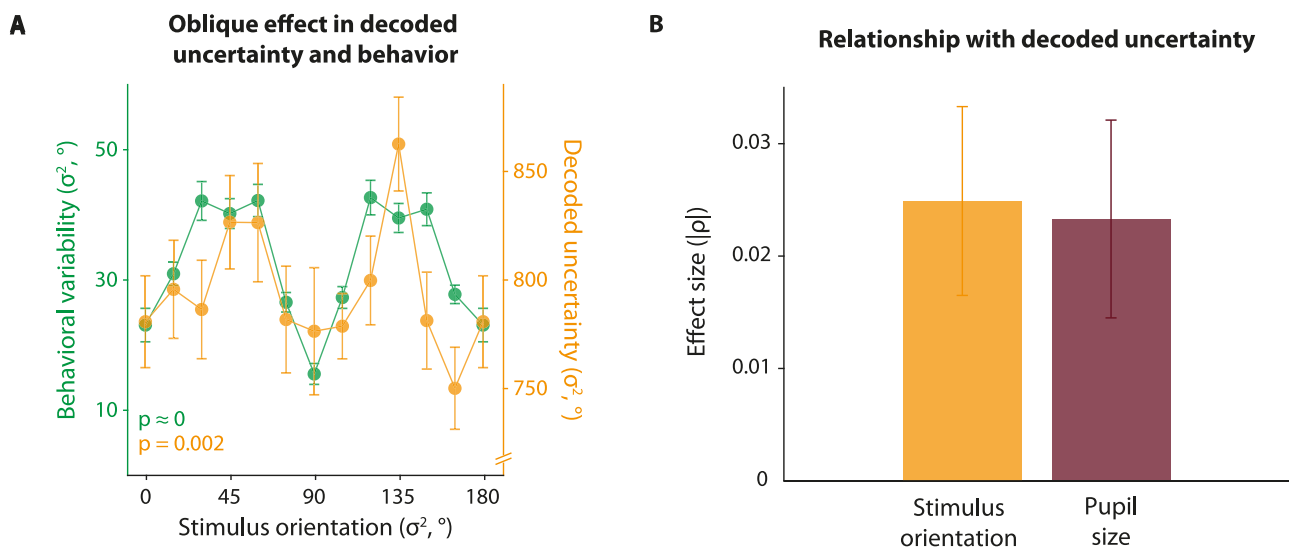 A
Oblique effect in decoded
uncertainty and behavior
Behavioral variability (σ², °)
50
30
10
p ≈ 0
p = 0.002
850
800
750
Decoded uncertainty (σ², °)
0 45 90 135 180
Stimulus orientation (σ², °)
B
Relationship with decoded uncertainty
Effect size (|ρ|)
0.03
0.02
0.01
0
Stimulus
orientation
Pupil
size